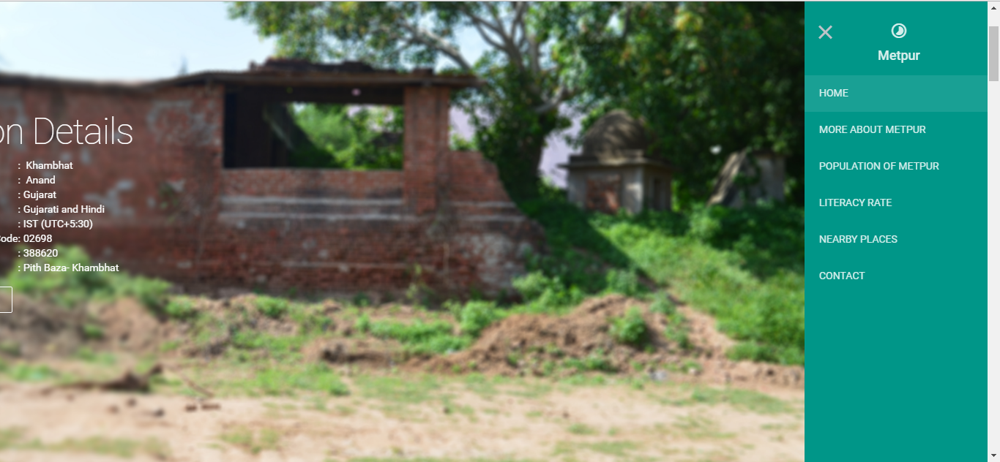 on Details
: Khambhat
: Anand
: Gujarat
: Gujarati and Hindi
: IST (UTC+5:30)
Code: 02698
: 388620
: Pith Baza- Khambhat
Metpur
HOME
MORE ABOUT METPUR
POPULATION OF METPUR
LITERACY RATE
NEARBY PLACES
CONTACT